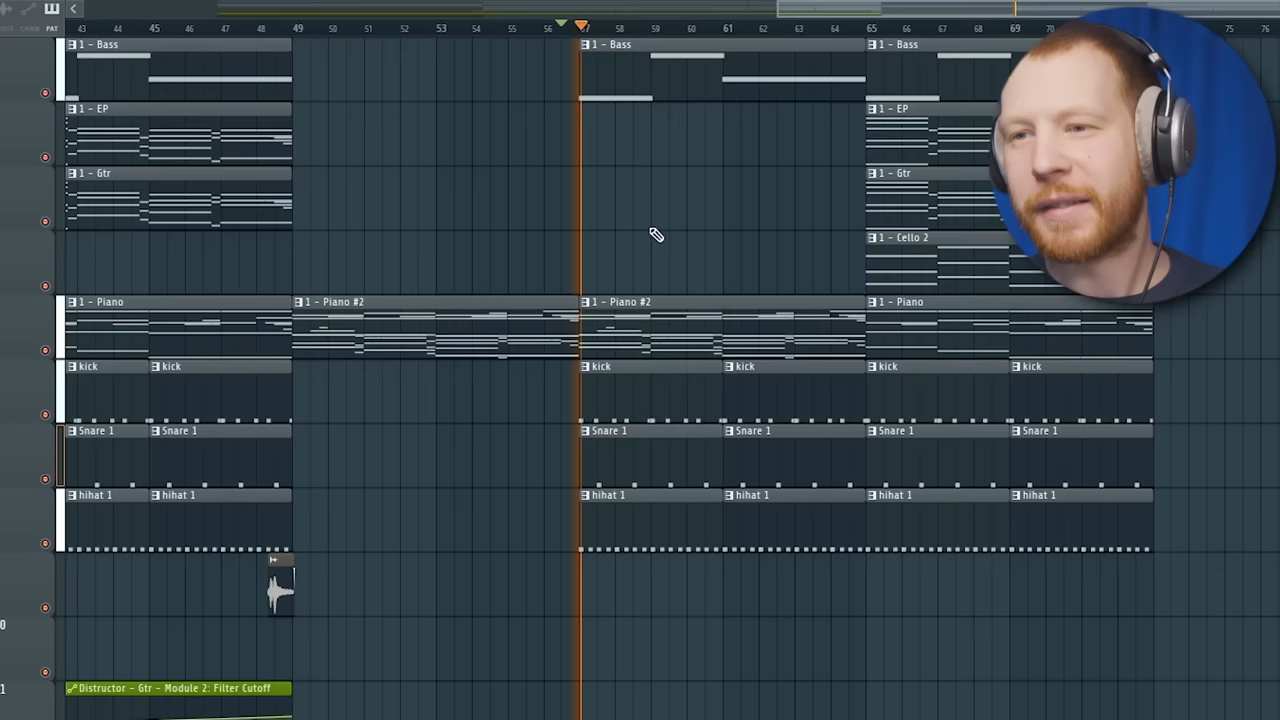 PAT
43 45 46 47 48 49 51 52 53 55 56 57 58 59 60 61 62 63 64 65 66 67 69 70 75 76
1 - Bass 1 - Bass 1 - Bass
1 - EP 1 - EP
1 - Gtr 1 - Gtr
1 - Cello 2
1 - Piano 1 - Piano #2 1 - Piano #2 1 - Piano
kick kick kick kick kick kick
Snare 1 Snare 1 Snare 1 Snare 1 Snare 1 Snare 1
hihat 1 hihat 1 hihat 1 hihat 1 hihat 1 hihat 1
0
1 Distructor - Gtr - Module 2: Filter Cutoff